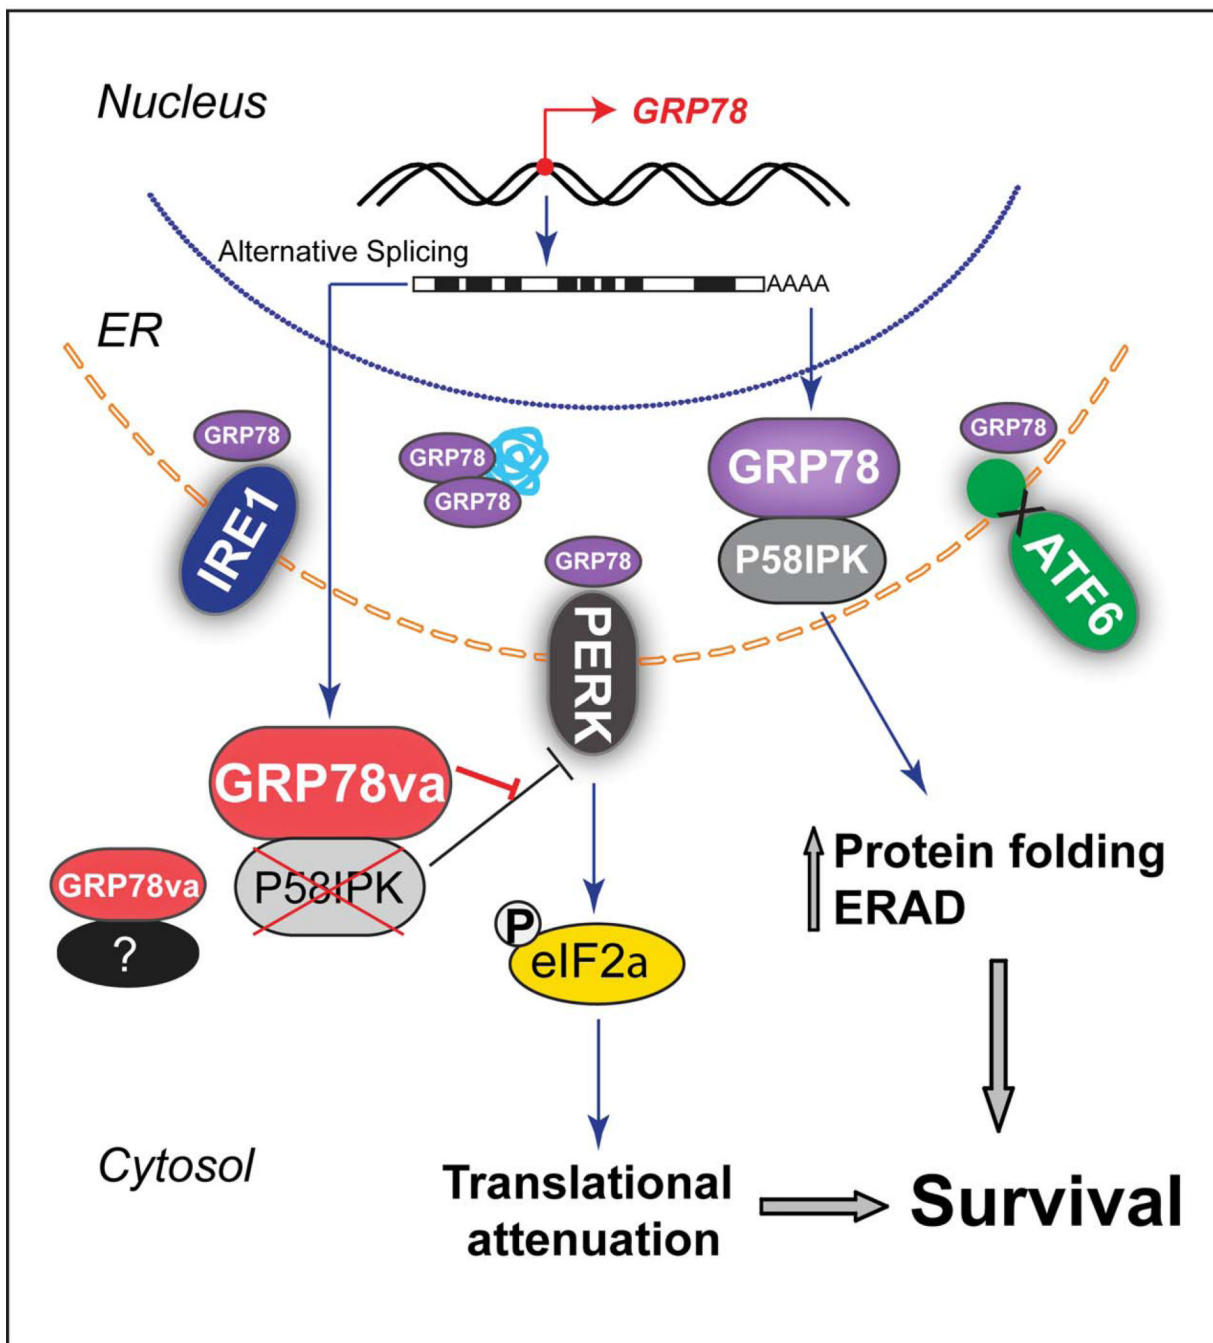 Nucleus
GRP78
Alternative Splicing
AAAA
ER
GRP78
IRE1
GRP78
GRP78
GRP78
PERK
GRP78
P58IPK
GRP78
ATF6
GRP78va
P58IPK
GRP78va
?
P
eIF2a
Protein folding
ERAD
Cytosol
Translational
attenuation
Survival